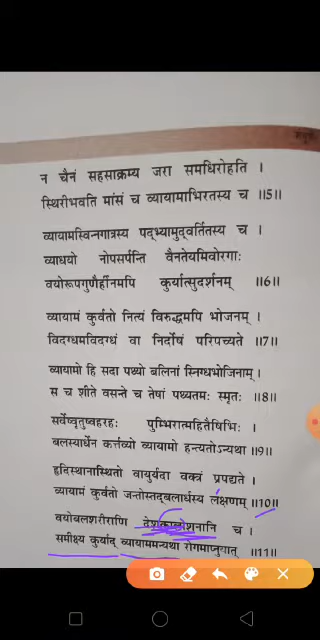 न चैनं सहसाक्रम्य जरा समधिरोहति ।
स्थिरीभवति मांसं च व्यायामाभिरतस्य च ॥5॥
व्यायामस्विन्नगात्रस्य पद्भ्यामुद्वर्तितस्य च ।
व्याधयो नोपसर्पन्ति वैनतेयमिवोरगाः
वयोरूपगुणैर्हीनमपि कुर्यात्सुदर्शनम् ॥6॥
व्यायामं कुर्वतो नित्यं विरुद्धमपि भोजनम् ।
विदग्धमविदग्धं वा निर्दोषं परिपच्यते ॥7॥
व्यायामो हि सदा पथ्यो बलिनां स्निग्धभोजिनाम् ।
स च शीते वसन्ते च तेषां पथ्यतमः स्मृतः ॥8॥
सर्वेष्वृतुष्वहरहः पुम्भिरात्महितैषिभिः ।
बलस्यार्धेन कर्त्तव्यो व्यायामो हन्त्यतोऽन्यथा ॥9॥
हृदिस्थानास्थितो वायुर्यदा वक्त्रं प्रपद्यते ।
व्यायामं कुर्वतो जन्तोस्तद्बलार्धस्य लक्षणम् ॥10॥
वयोबलशरीराणि देशकालाशनानि च ।
समीक्ष्य कुर्याद् व्यायाममन्यथा रोगमाप्नुयात् ॥11॥